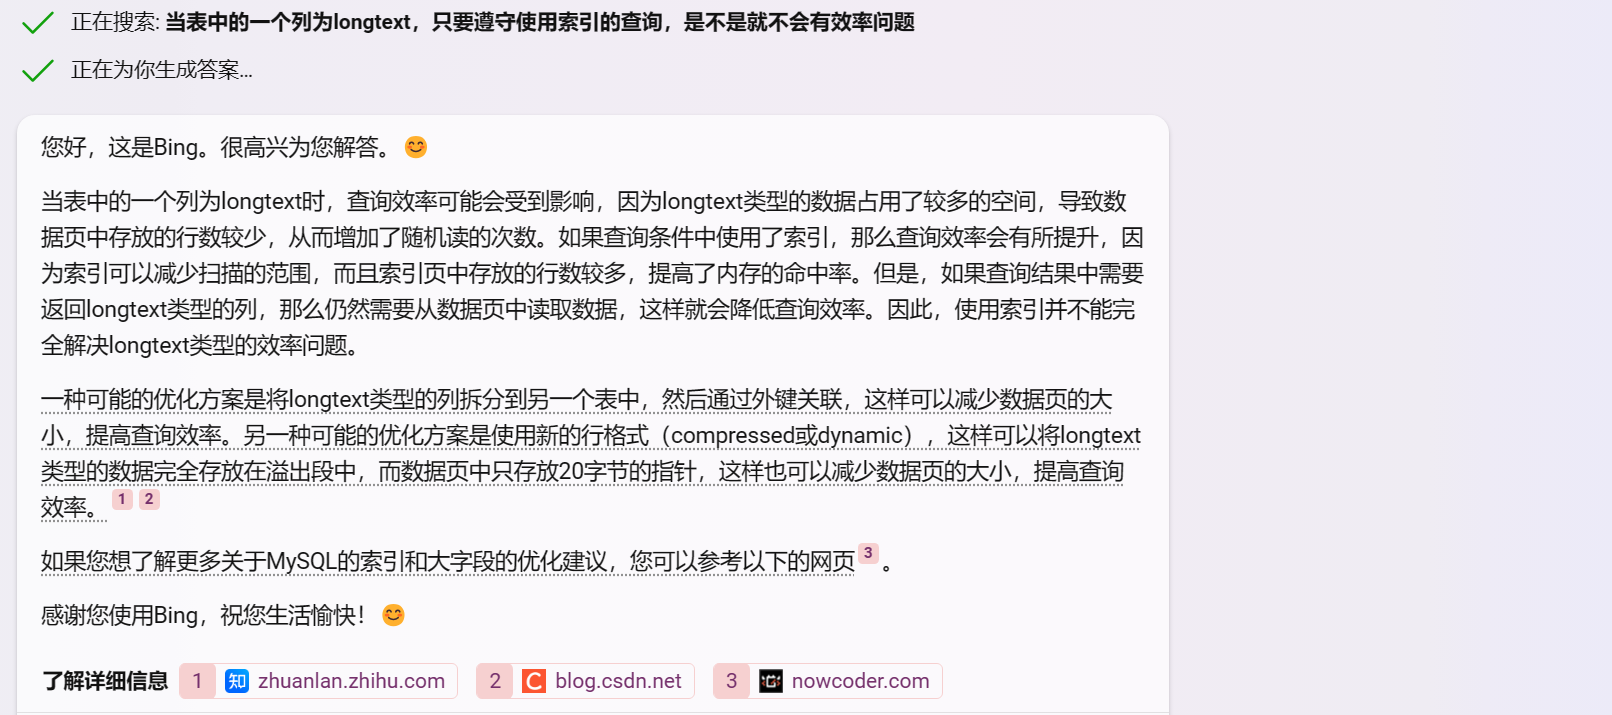 正在搜索: 当表中的一个列为longtext，只要遵守使用索引的查询，是不是就不会有效率问题
正在为你生成答案...
您好，这是Bing。很高兴为您解答。😊
当表中的一个列为longtext时，查询效率可能会受到影响，因为longtext类型的数据占用了较多的空间，导致数
据页中存放的行数较少，从而增加了随机读的次数。如果查询条件中使用了索引，那么查询效率会有所提升，因
为索引可以减少扫描的范围，而且索引页中存放的行数较多，提高了内存的命中率。但是，如果查询结果中需要
返回longtext类型的列，那么仍然需要从数据页中读取数据，这样就会降低查询效率。因此，使用索引并不能完
全解决longtext类型的效率问题。
一种可能的优化方案是将longtext类型的列拆分到另一个表中，然后通过外键关联，这样可以减少数据页的大
小，提高查询效率。另一种可能的优化方案是使用新的行格式（compressed或dynamic），这样可以将longtext
类型的数据完全存放在溢出段中，而数据页中只存放20字节的指针，这样也可以减少数据页的大小，提高查询
效率。 1 2
如果您想了解更多关于MySQL的索引和大字段的优化建议，您可以参考以下的网页 3 。
感谢您使用Bing，祝您生活愉快！😊
了解详细信息 1 知 zhuanlan.zhihu.com 2 C blog.csdn.net 3 nowcoder.com